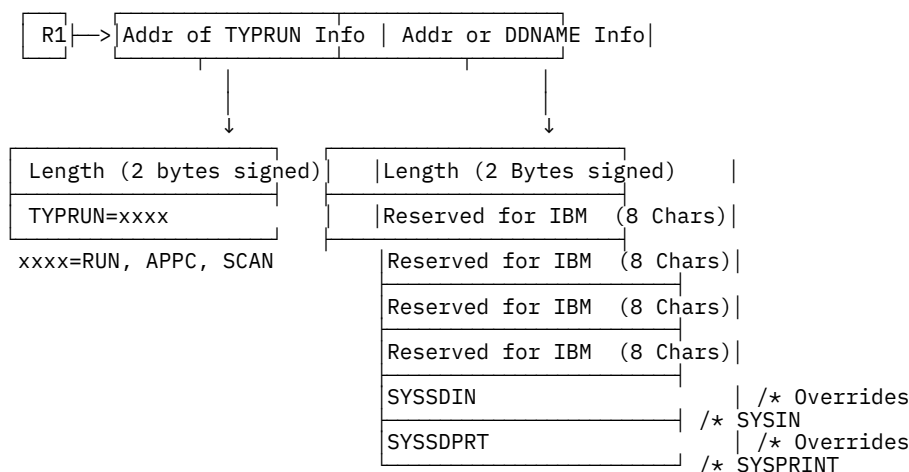 R1 —> Addr of TYPRUN Info | Addr or DDNAME Info|
Length (2 bytes signed)| |Length (2 Bytes signed) |
TYPRUN=xxxx | |Reserved for IBM (8 Chars)|
xxxx=RUN, APPC, SCAN |Reserved for IBM (8 Chars)|
|Reserved for IBM (8 Chars)|
|Reserved for IBM (8 Chars)|
|SYSSDIN | /* Overrides
/* SYSIN
|SYSSDPRT | /* Overrides
/* SYSPRINT